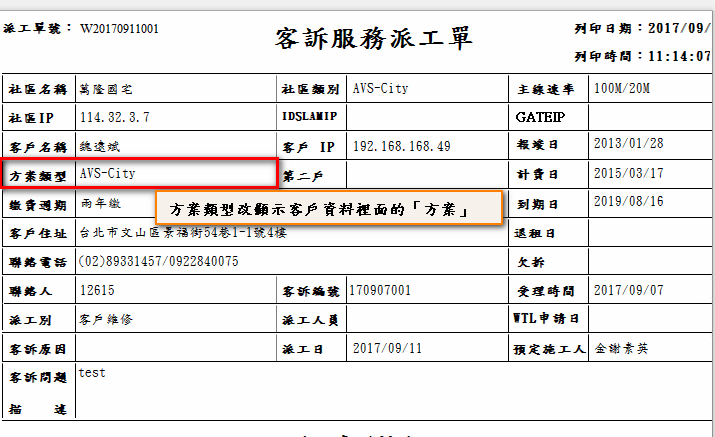 派工單號： W20170911001
客訴服務派工單
列印日期：2017/09/
列印時間：11:14:07
社區名稱 萬隆國宅 社區類別 AVS-City 主線速率 100M/20M
社區IP 114.32.3.7 IDSLAMIP GATEIP
客戶名稱 魏遠斌 客戶 IP 192.168.168.49 報竣日 2013/01/28
方案類型 AVS-City 第二戶 計費日 2015/03/17
方案類型改顯示客戶資料裡面的「方案」
繳費週期 兩年繳 到期日 2019/08/16
客戶住址 台北市文山區景福街54巷1-1號4樓 退租日
聯絡電話 (02)89331457/0922840075 欠拆
聯絡人 12615 客訴編號 170907001 受理時間 2017/09/07
派工別 客戶維修 派工人員 WTL申請日
客訴原因 派工日 2017/09/11 預定施工人 金謝素英
客訴問題 test
描 述